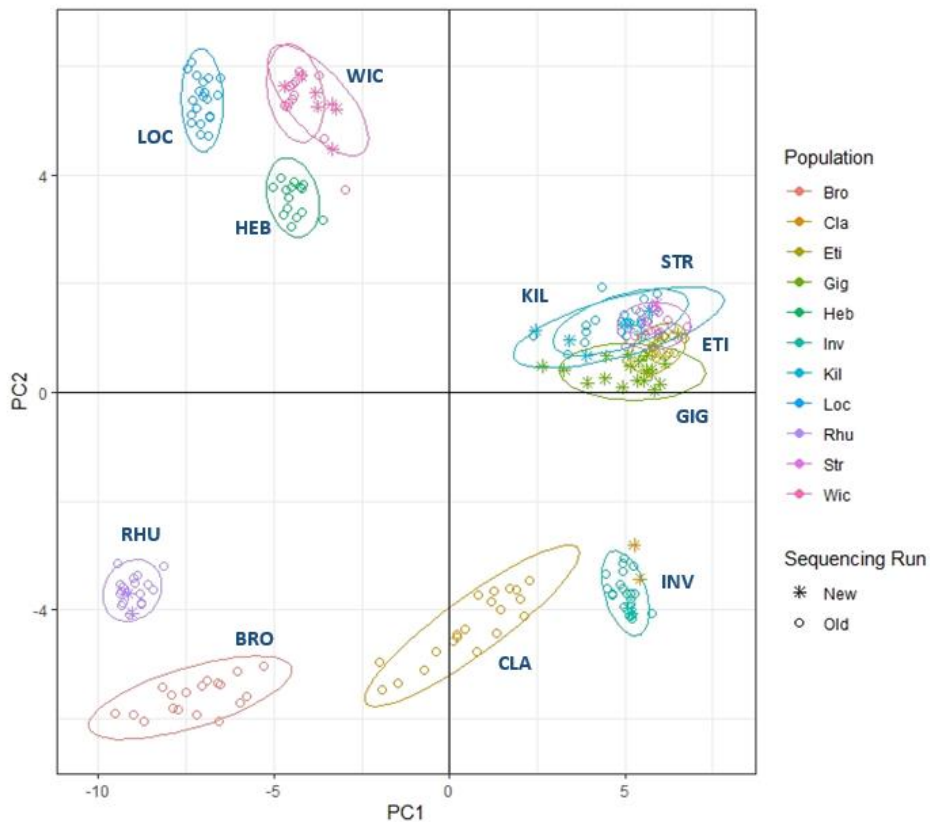 WIC
LOC
HEB
STR
KIL
ETI
GIG
RHU
INV
BRO
CLA
4
0
-4
PC2
-10
-5
0
5
PC1
Population
Bro
Cla
Eti
Gig
Heb
Inv
Kil
Loc
Rhu
Str
Wic
Sequencing Run
New
Old